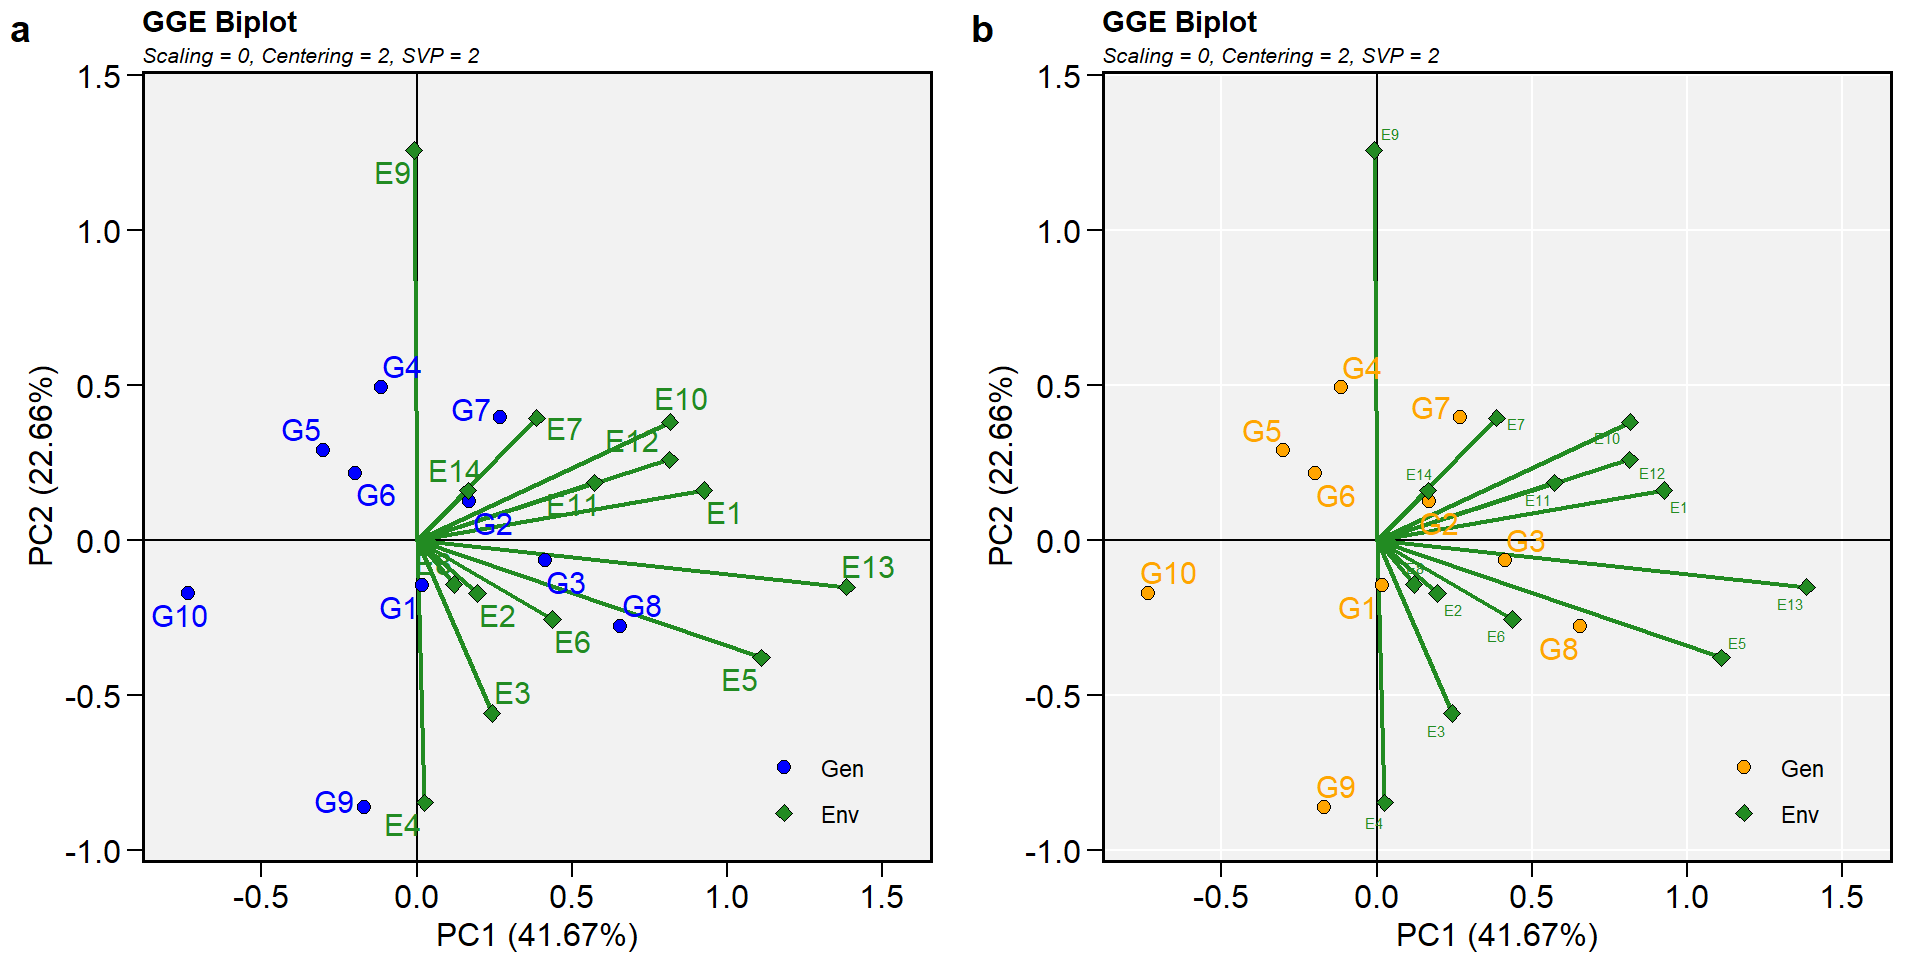 a
GGE Biplot
Scaling = 0, Centering = 2, SVP = 2
1.5
1.0
0.5
0.0
-0.5
-1.0
PC2 (22.66%)
E9
G4
G7
E7
E10
E12
G5
G6
E14
G2
E11
E1
G3
E13
G10
G1
E2
E6
G8
E5
E3
G9
E4
Gen
Env
-0.5
0.0
0.5
1.0
1.5
PC1 (41.67%)
b
GGE Biplot
Scaling = 0, Centering = 2, SVP = 2
1.5
1.0
0.5
0.0
-0.5
-1.0
PC2 (22.66%)
E9
G4
G7
E7
E10
G5
G6
E14
E12
E11
E1
G2
G3
G10
E8
G1
E2
E6
G8
E13
E5
E3
G9
E4
Gen
Env
-0.5
0.0
0.5
1.0
1.5
PC1 (41.67%)